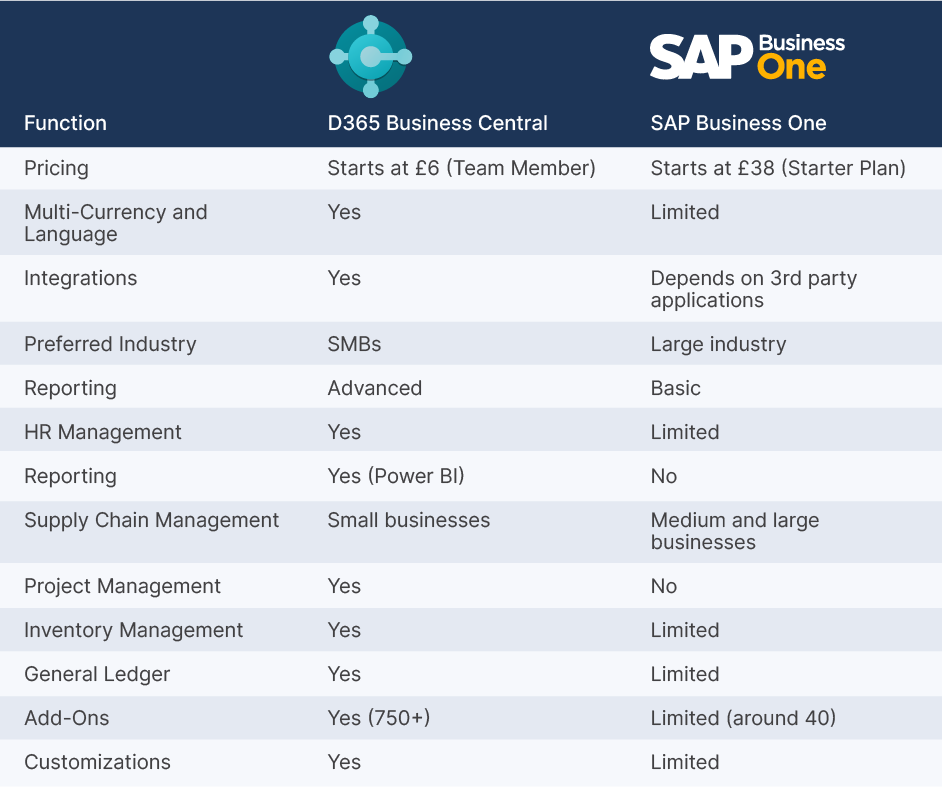 SAP Business One
Function D365 Business Central SAP Business One
Pricing Starts at £6 (Team Member) Starts at £38 (Starter Plan)
Multi-Currency and Yes Limited
Language
Integrations Yes Depends on 3rd party
applications
Preferred Industry SMBs Large industry
Reporting Advanced Basic
HR Management Yes Limited
Reporting Yes (Power BI) No
Supply Chain Management Small businesses Medium and large
businesses
Project Management Yes No
Inventory Management Yes Limited
General Ledger Yes Limited
Add-Ons Yes (750+) Limited (around 40)
Customizations Yes Limited